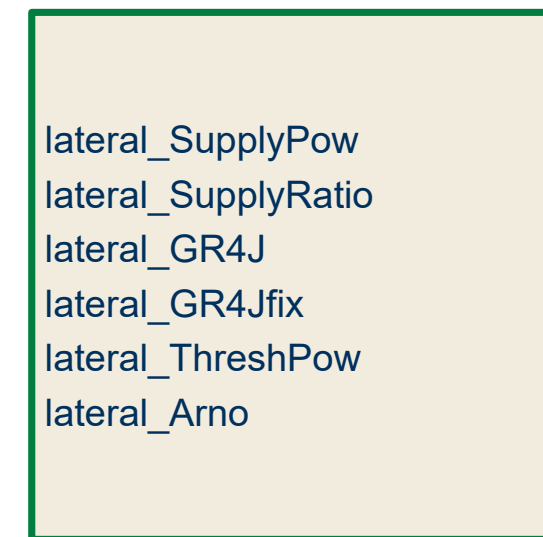 lateral_SupplyPow
lateral_SupplyRatio
lateral_GR4J
lateral_GR4Jfix
lateral_ThreshPow
lateral_Arno